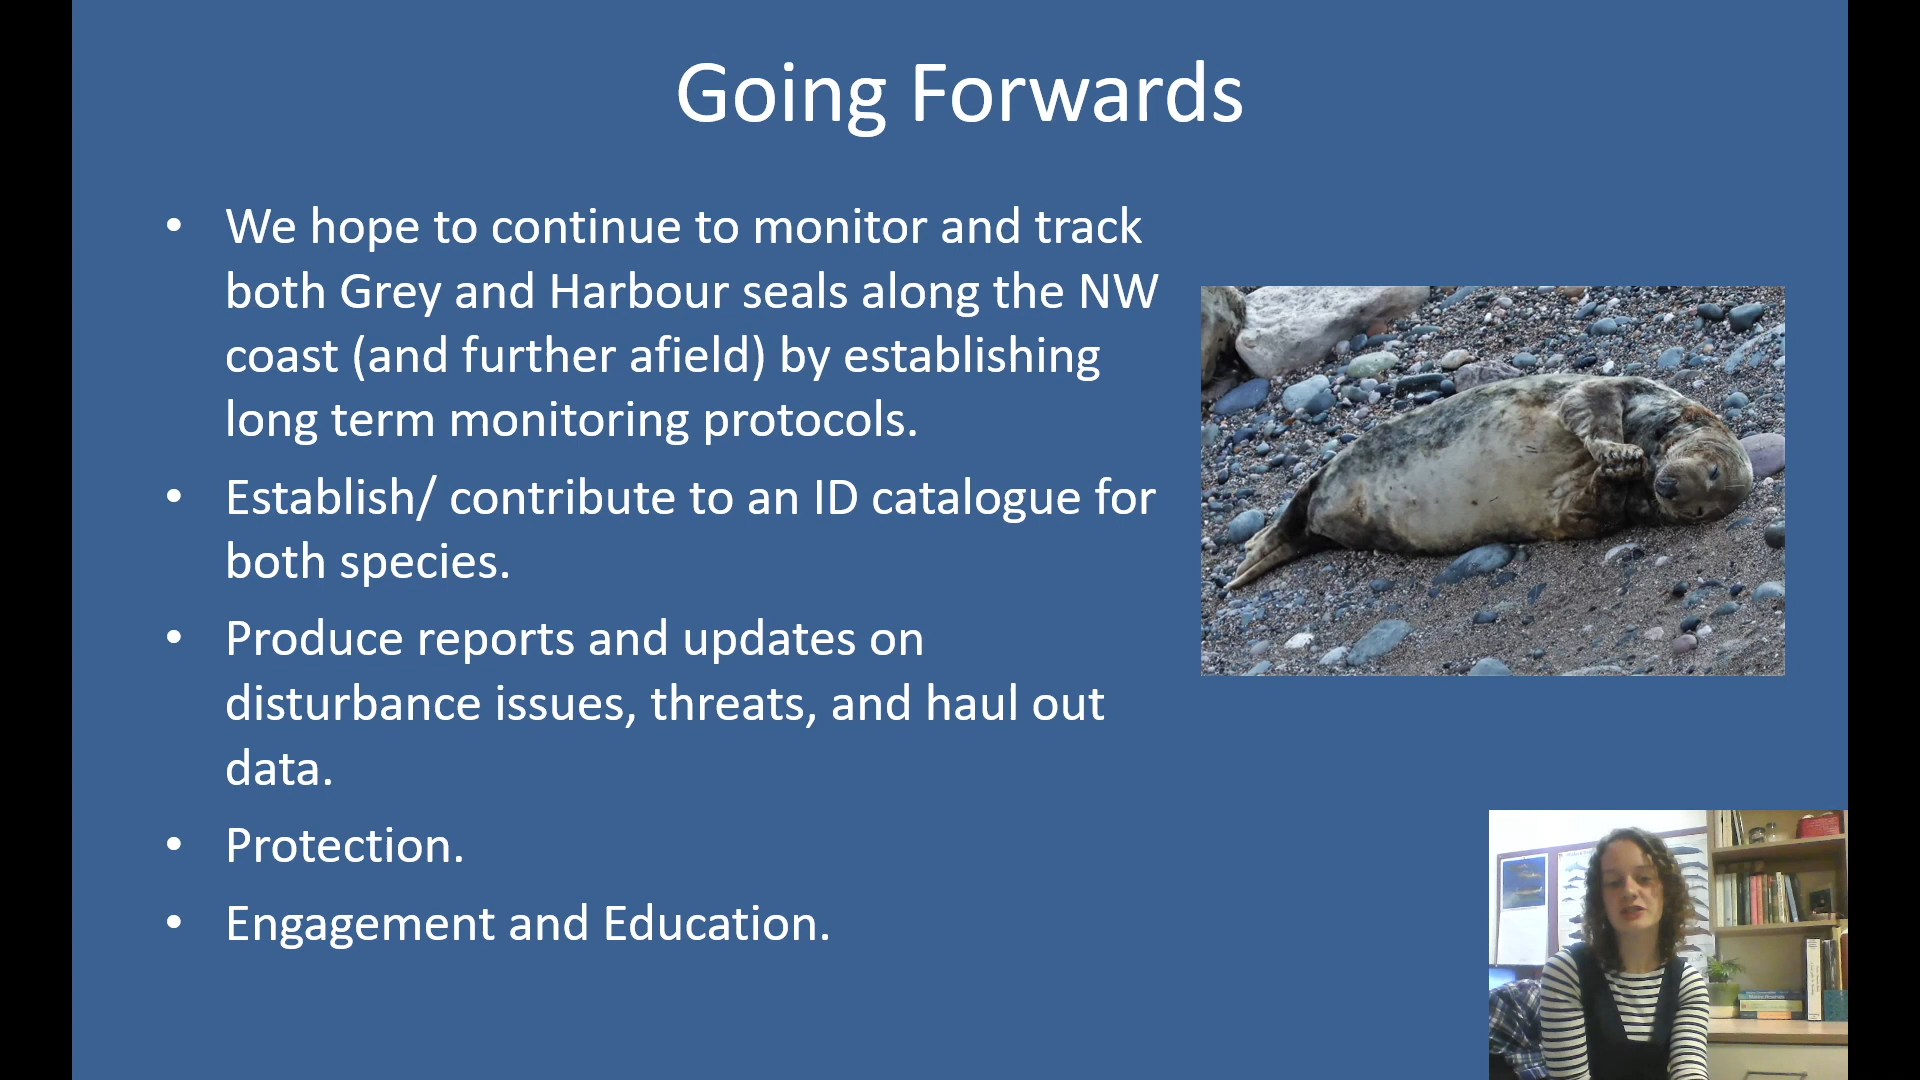 Going Forwards
• We hope to continue to monitor and track
both Grey and Harbour seals along the NW
coast (and further afield) by establishing
long term monitoring protocols.
• Establish/ contribute to an ID catalogue for
both species.
• Produce reports and updates on
disturbance issues, threats, and haul out
data.
• Protection.
• Engagement and Education.